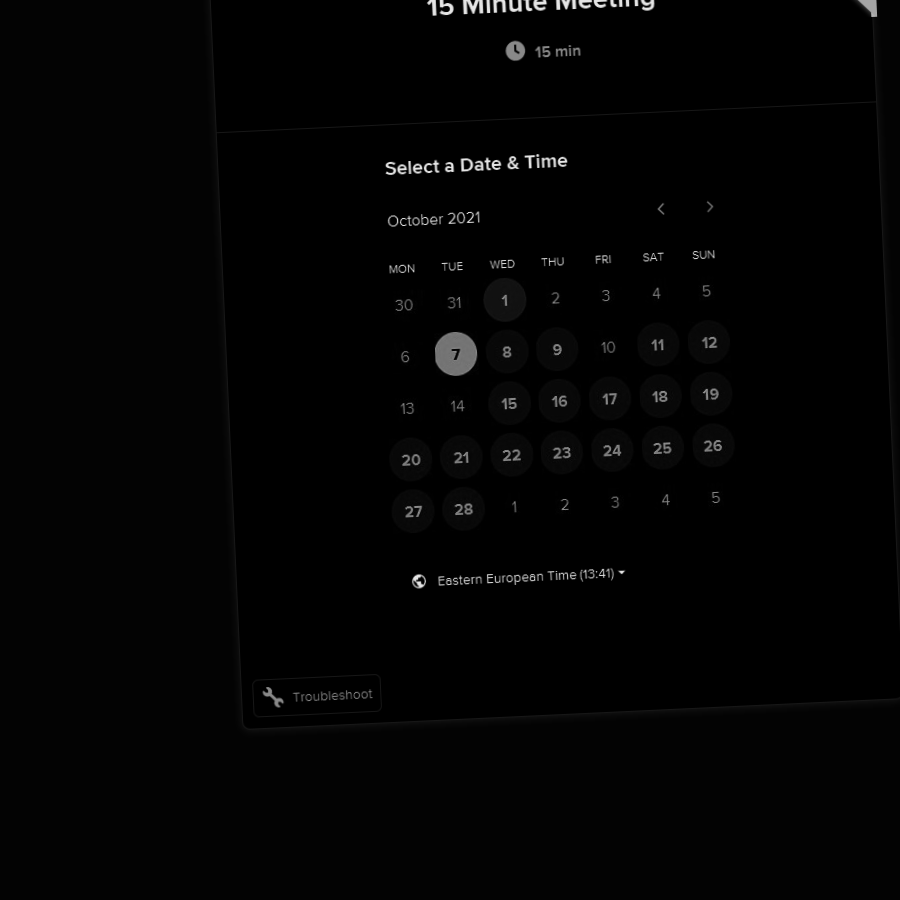 15 Minute Meeting
15 min
Select a Date & Time
October 2021
MON TUE WED THU FRI SAT SUN
30 31 1 2 3 4 5
6 7 8 9 10 11 12
13 14 15 16 17 18 19
20 21 22 23 24 25 26
27 28 1 2 3 4 5
Eastern European Time (13:41)
Troubleshoot